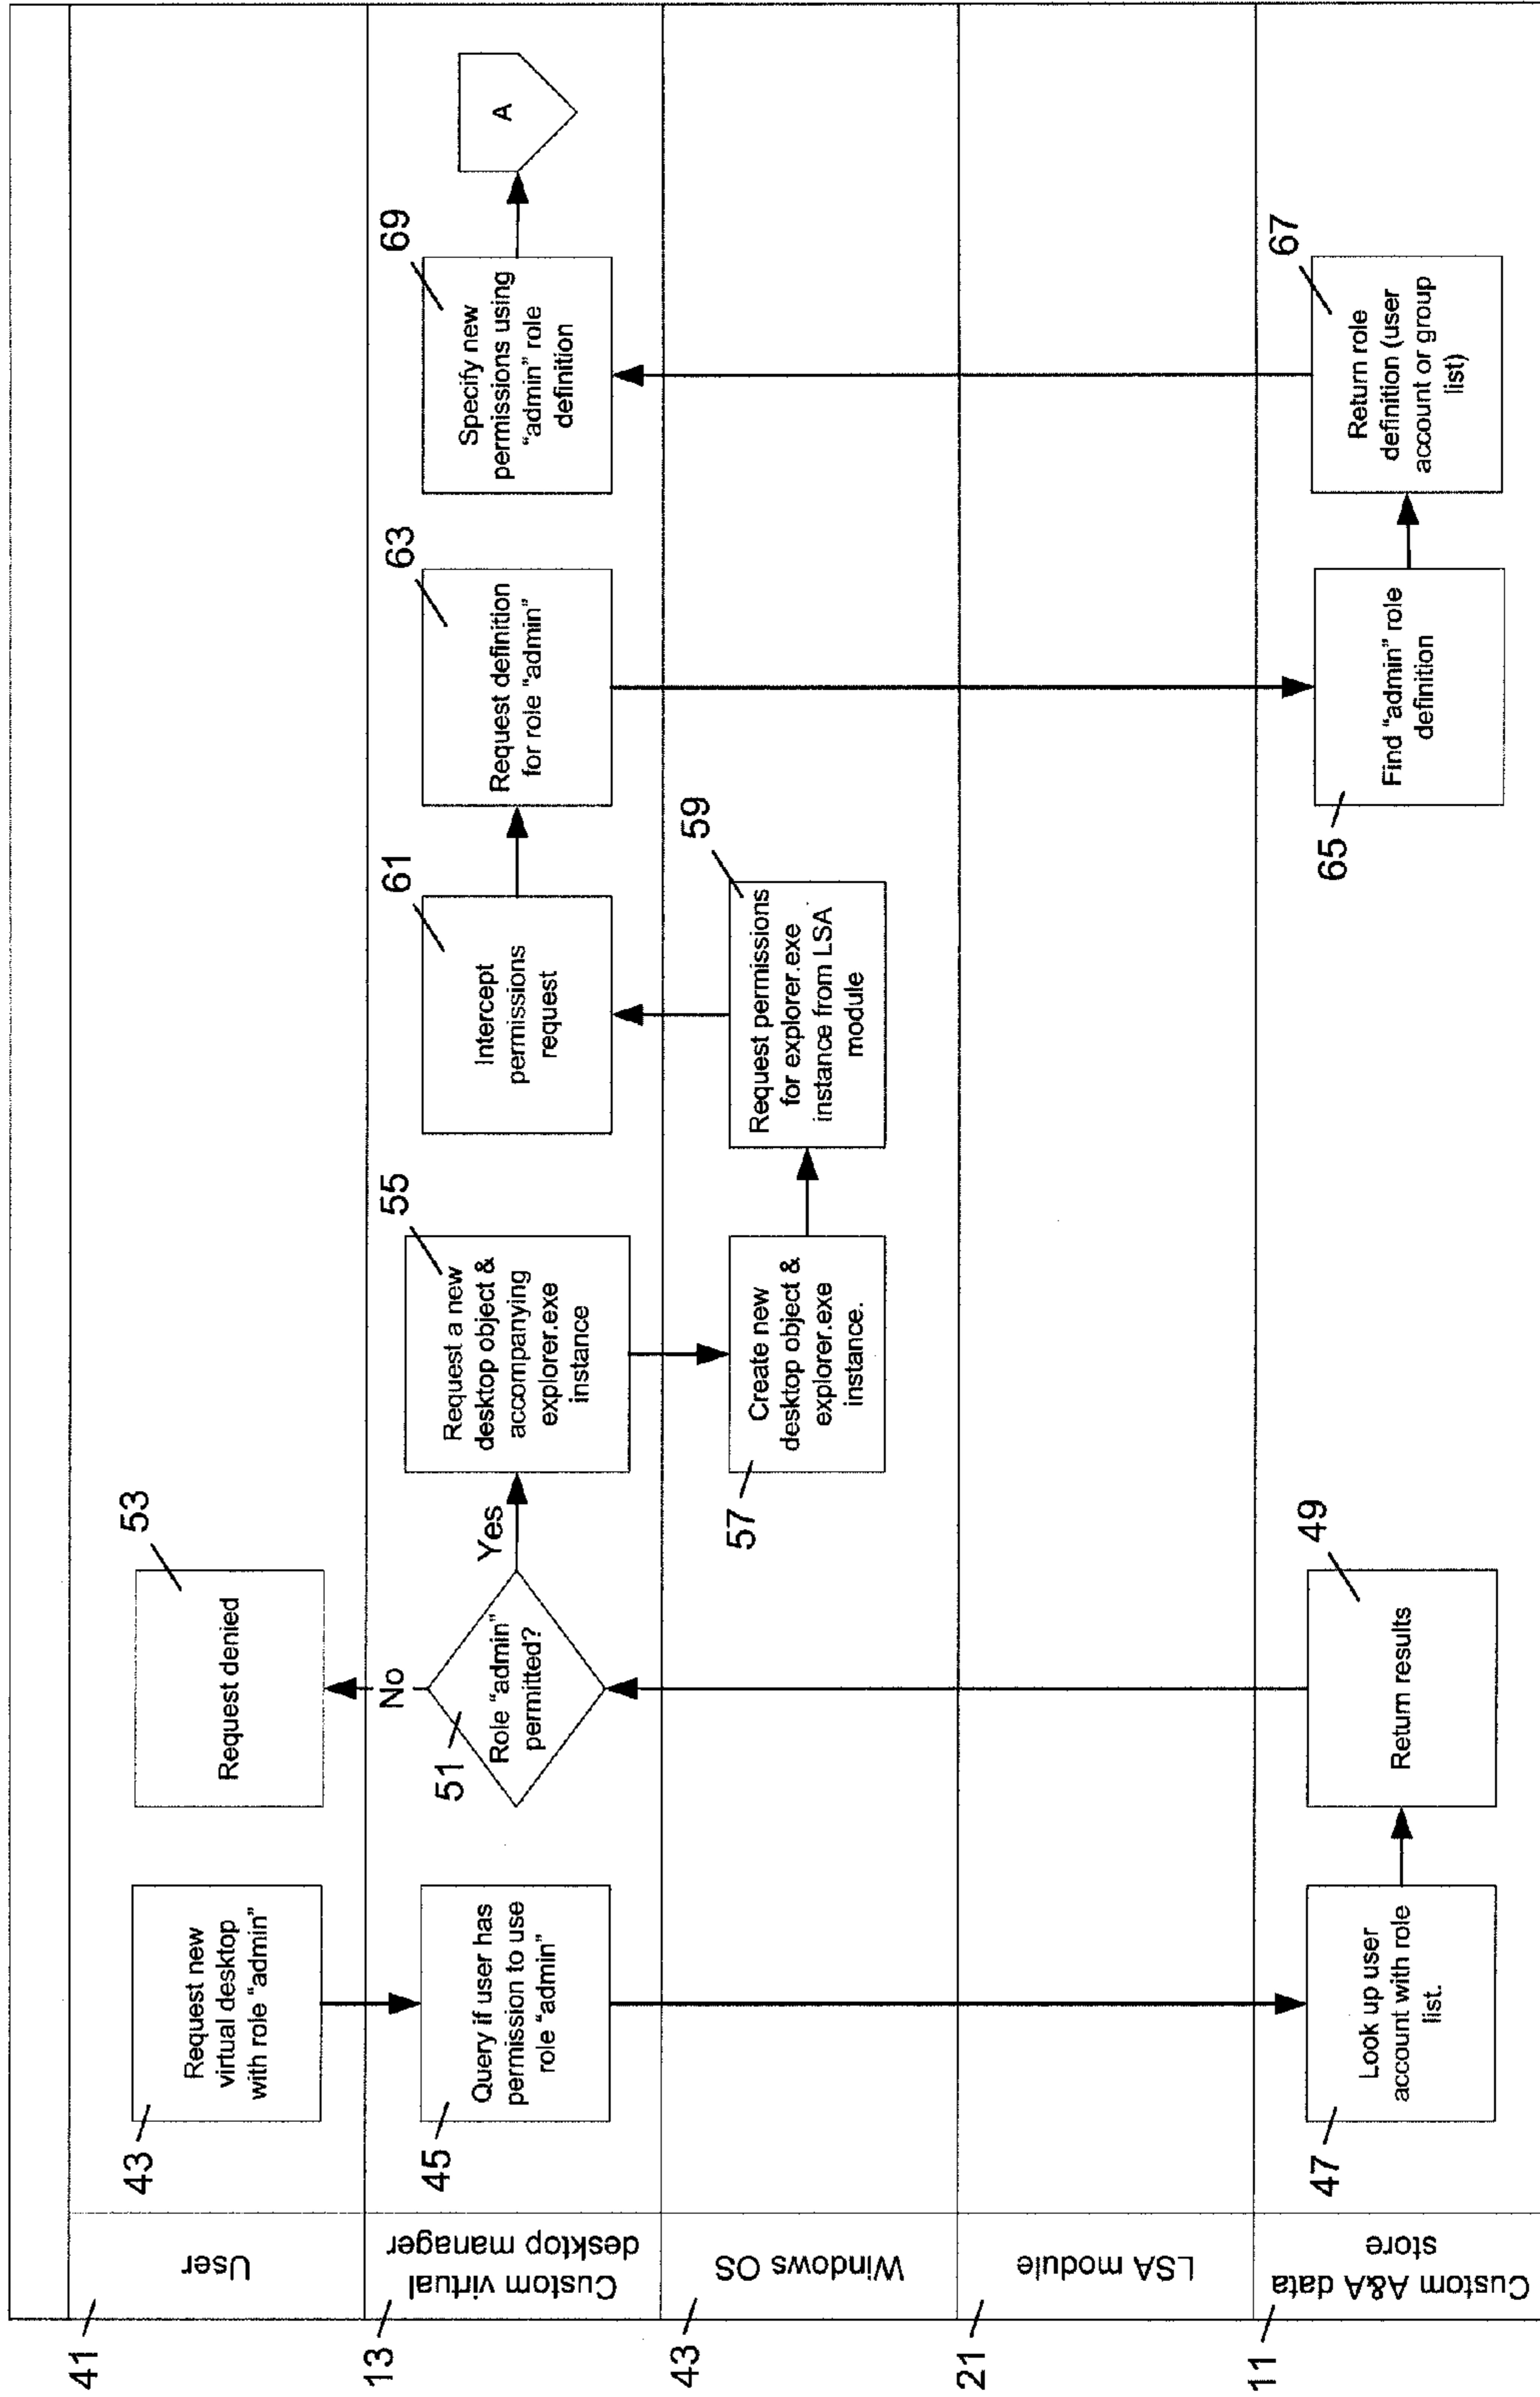 41
User
43
Request new
virtual desktop
with role “admin”
53
Request denied
13
Custom virtual
desktop manager
45
Query if user has
permission to use
role “admin”
51
Role “admin”
permitted?
No
Yes
55
Request a new
desktop object &
accompanying
explorer.exe
instance
61
Intercept
permissions
request
63
Request definition
for role “admin”
69
Specify new
permissions using
“admin” role
definition
A
43
Windows OS
57
Create new
desktop object &
explorer.exe
instance.
59
Request permissions
for explorer.exe
instance from LSA
module
21
LSA module
11
Custom A&A data
store
47
Look up user
account with role
list.
49
Return results
65
Find “admin” role
definition
67
Return role
definition (user
account or group
list)